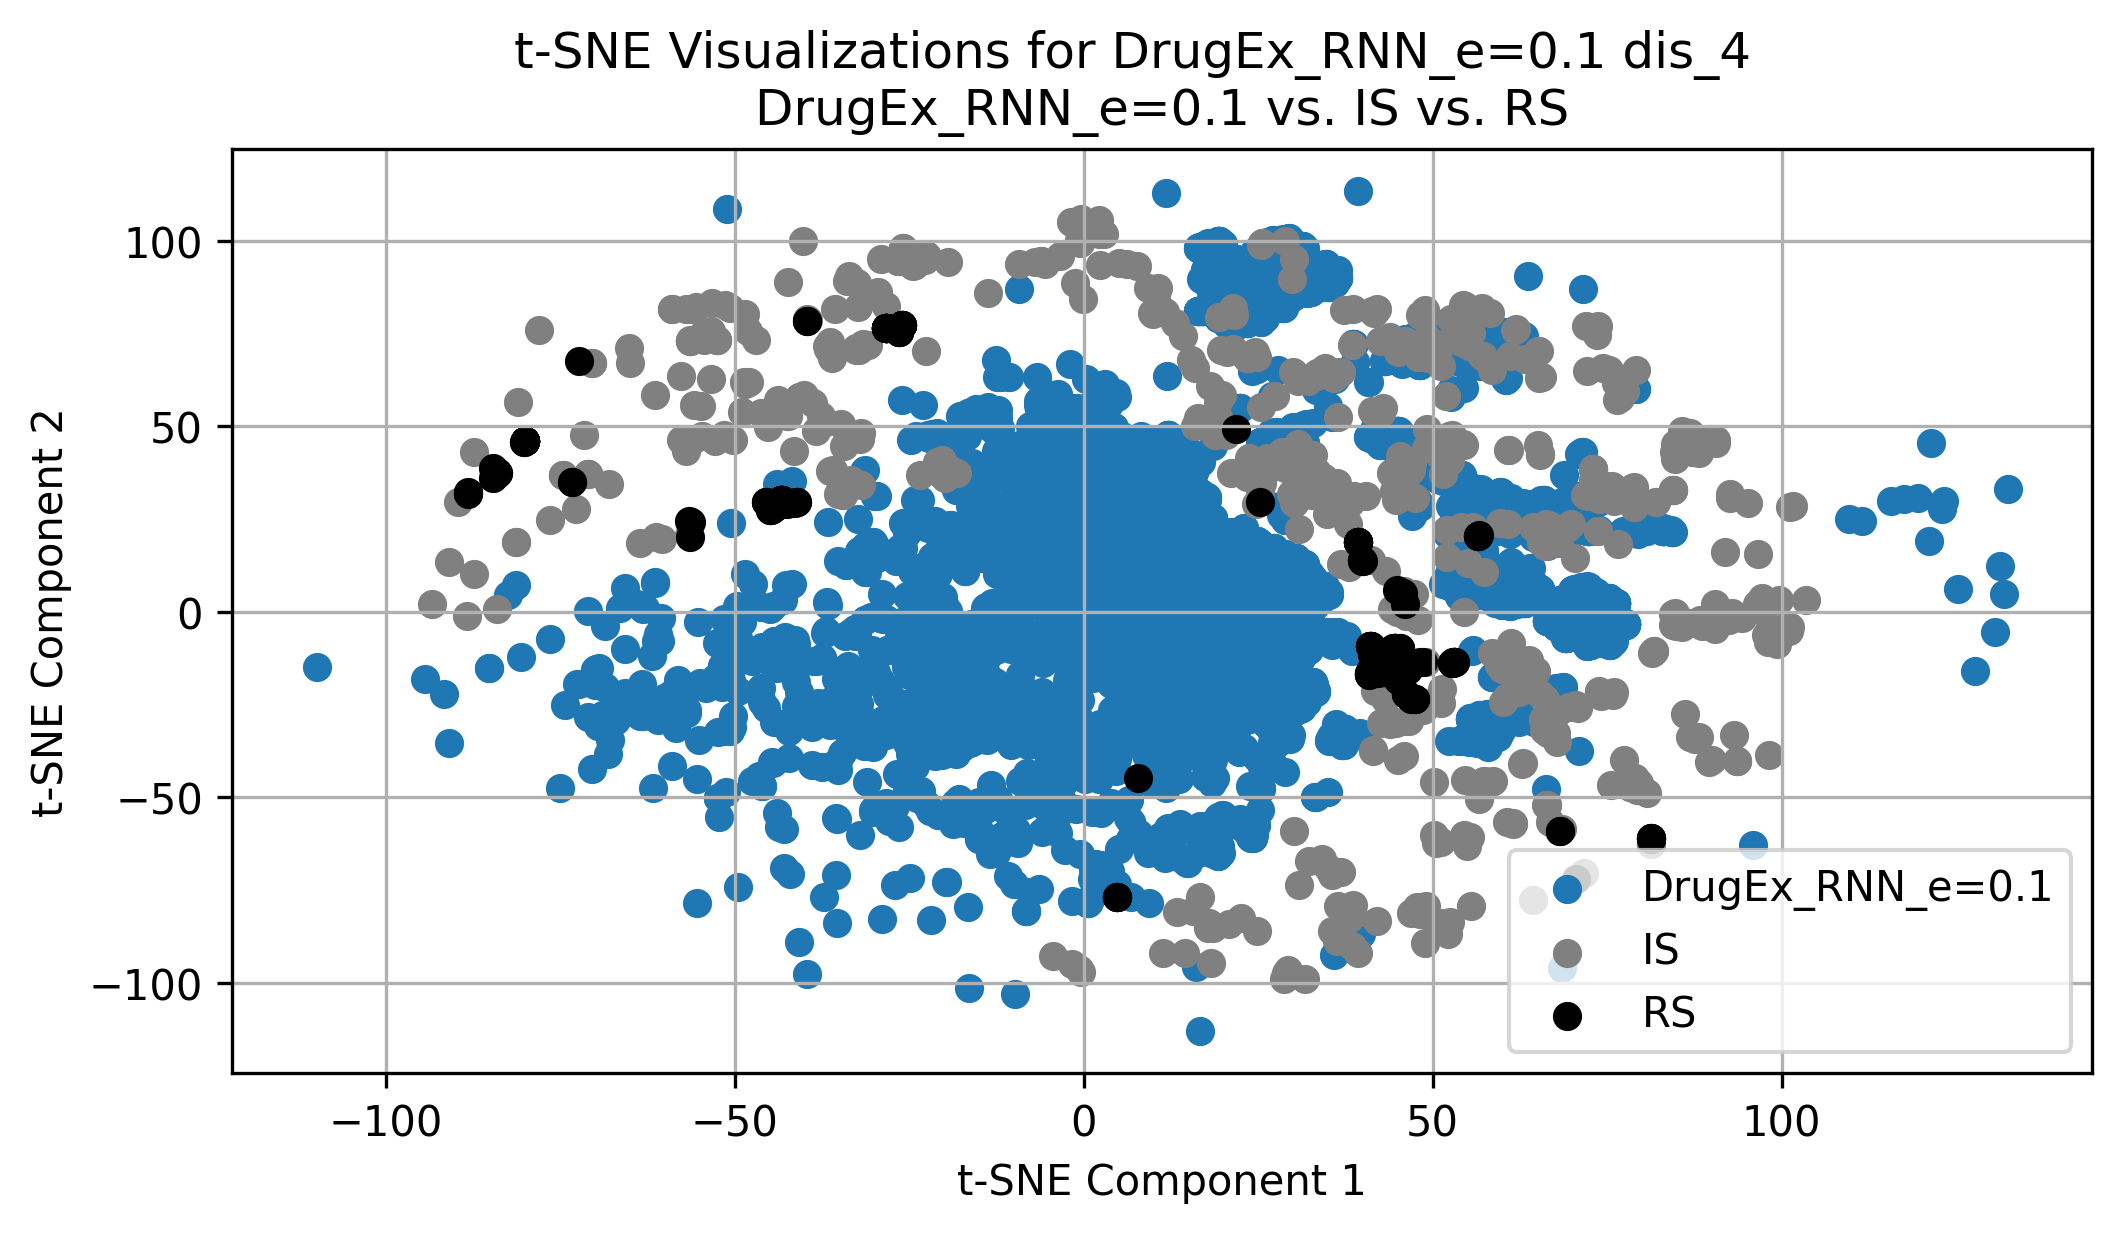 t-SNE Visualizations for DrugEx_RNN_e=0.1 dis_4
DrugEx_RNN_e=0.1 vs. IS vs. RS
t-SNE Component 2
100
50
0
−50
−100
DrugEx_RNN_e=0.1
IS
RS
−100
−50
0
50
100
t-SNE Component 1